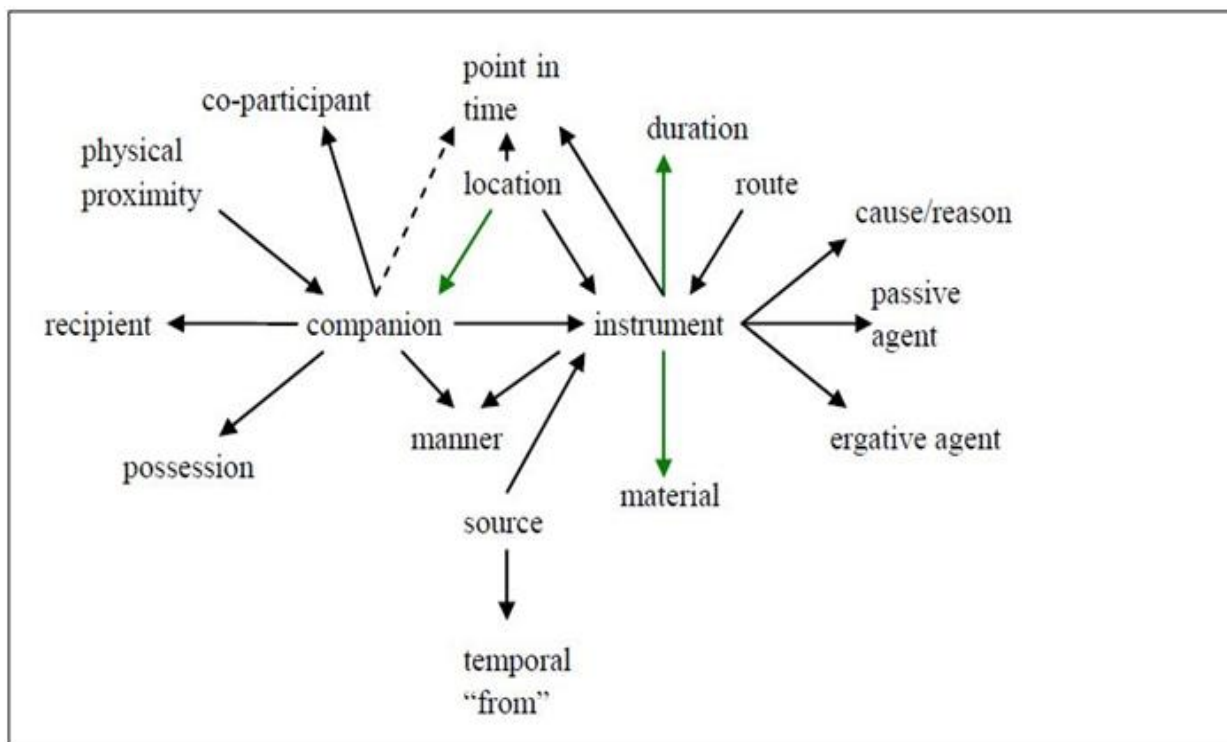 point in
time
co-participant
duration
physical
proximity
location
route
cause/reason
recipient
companion
instrument
passive
agent
manner
ergative agent
possession
material
source
temporal
“from”